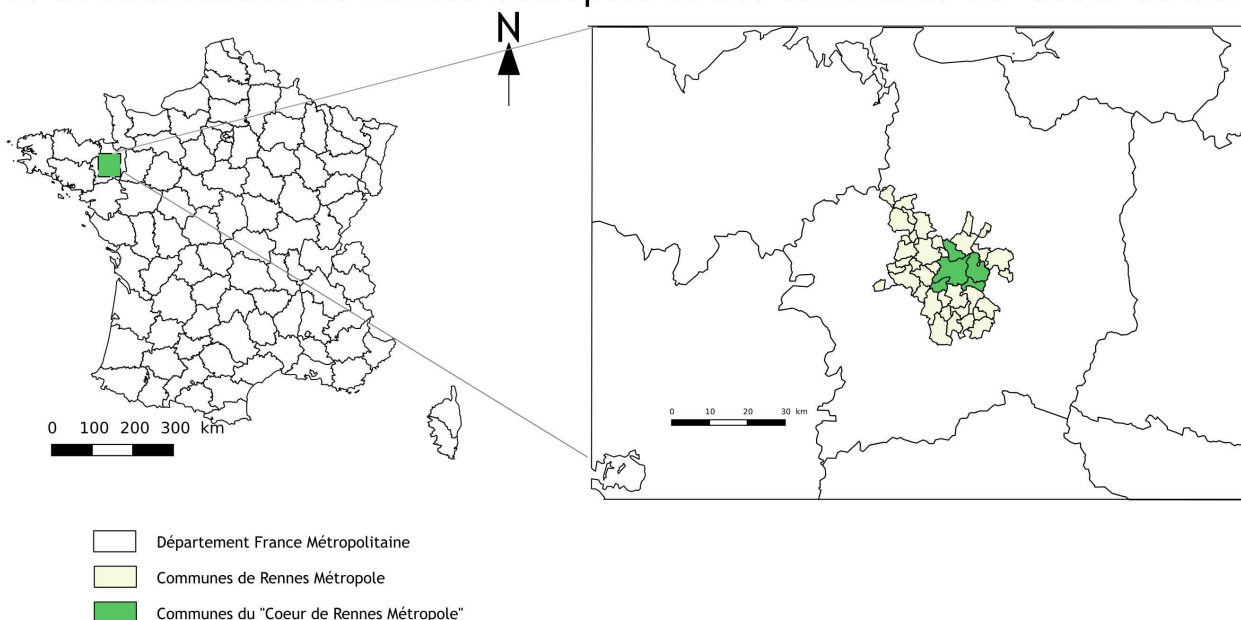 N
0 100 200 300 km
0 10 20 30 km
Département France Métropolitaine
Communes de Rennes Métropole
Communes du "Coeur de Rennes Métropole"